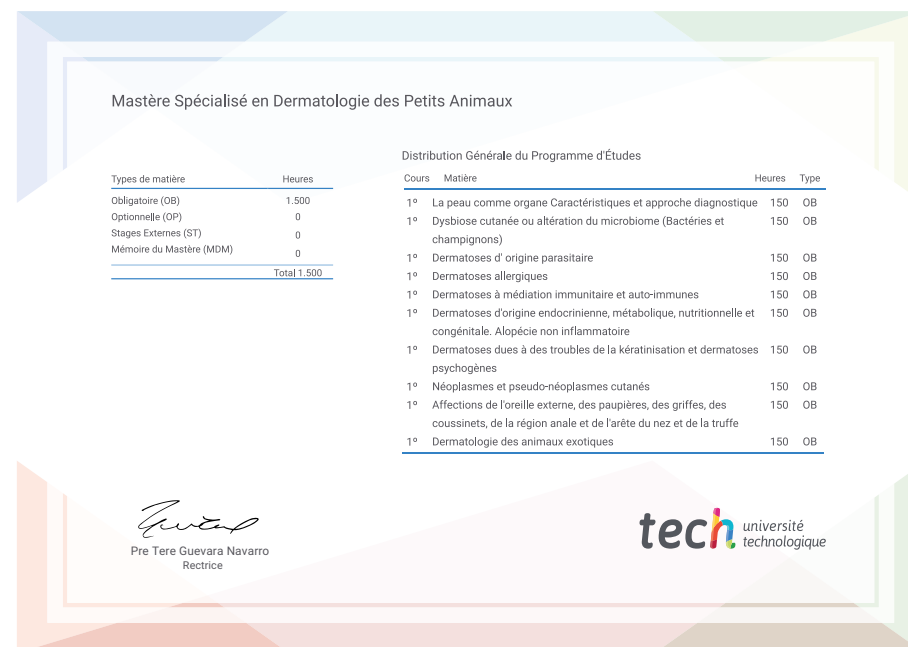 Mastère Spécialisé en Dermatologie des Petits Animaux
Types de matière Heures
Obligatoire (OB) 1.500
Optionnelle (OP) 0
Stages Externes (ST) 0
Mémoire du Mastère (MDM) 0
Total 1.500
Distribution Générale du Programme d'Études
Cours Matière Heures Type
1º La peau comme organe Caractéristiques et approche diagnostique 150 OB
1º Dysbiose cutanée ou altération du microbiome (Bactéries et 150 OB
champignons)
1º Dermatoses d' origine parasitaire 150 OB
1º Dermatoses allergiques 150 OB
1º Dermatoses à médiation immunitaire et auto-immunes 150 OB
1º Dermatoses d'origine endocrinienne, métabolique, nutritionnelle et 150 OB
congénitale. Alopécie non inflammatoire
1º Dermatoses dues à des troubles de la kératinisation et dermatoses 150 OB
psychogènes
1º Néoplasmes et pseudo-néoplasmes cutanés 150 OB
1º Affections de l'oreille externe, des paupières, des griffes, des 150 OB
coussinets, de la région anale et de l'arête du nez et de la truffe
1º Dermatologie des animaux exotiques 150 OB
Pre Tere Guevara Navarro
Rectrice
tech université
technologique